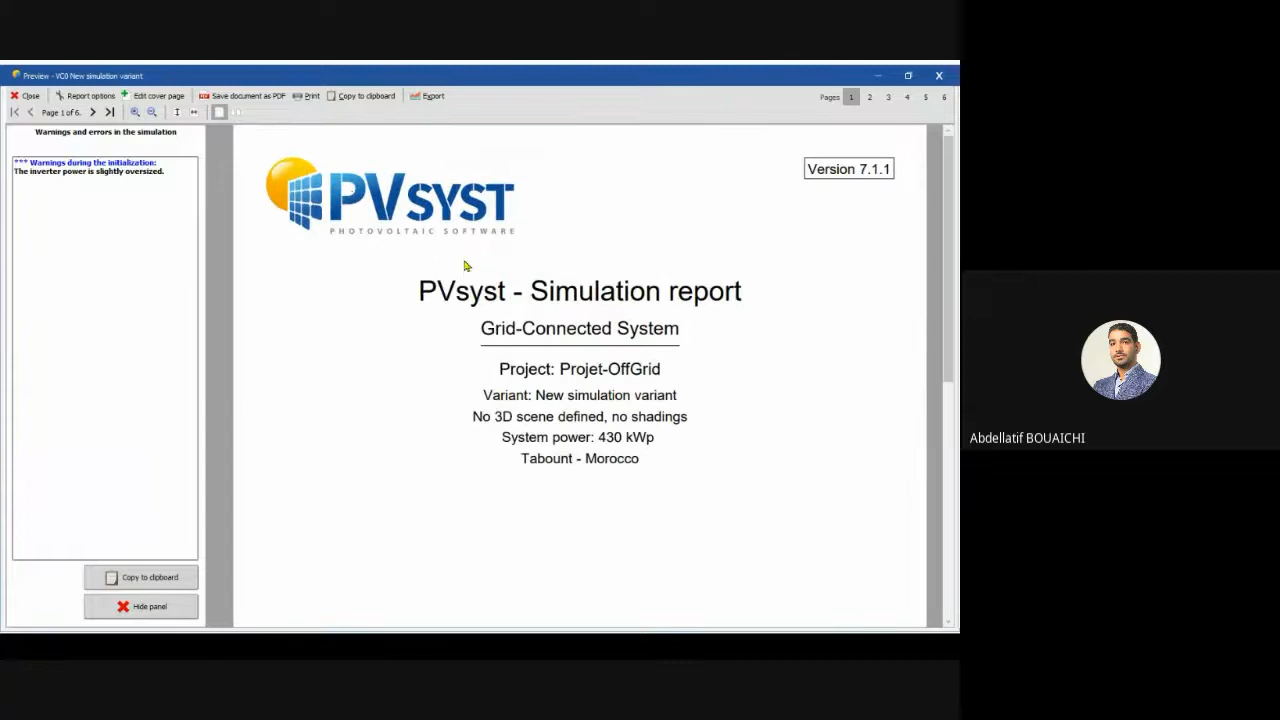 Preview - VC0 New simulation variant
Close Report options Edit cover page Save document as PDF Print Copy to clipboard Export Pages 1 2 3 4 5 6
Page 1 of 6.
Warnings and errors in the simulation
*** Warnings during the initialization:
The inverter power is slightly oversized.
Copy to clipboard
Hide panel
PVSYST
PHOTOVOLTAIC SOFTWARE
Version 7.1.1
PVsyst - Simulation report
Grid-Connected System
Project: Projet-OffGrid
Variant: New simulation variant
No 3D scene defined, no shadings
System power: 430 kWp
Tabount - Morocco
Abdellatif BOUAICHI